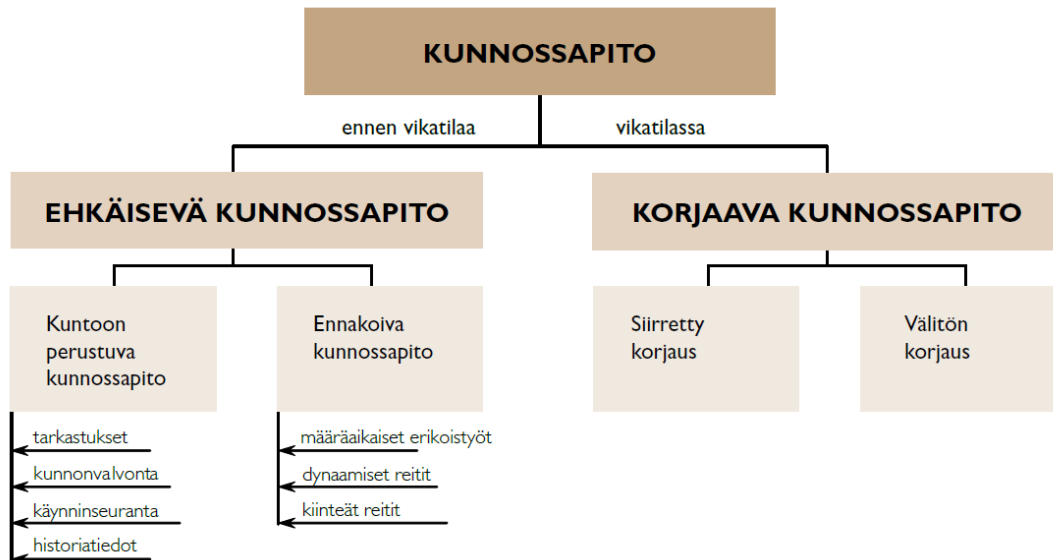 KUNNOSSAPITO
ennen vikatilaa
vikatilassa
EHKÄISEVÄ KUNNOSSAPITO
KORJAAVA KUNNOSSAPITO
Kuntoon
perustuva
kunnossapito
Ennakoiva
kunnossapito
Siirretty
korjaus
Välitön
korjaus
tarkastukset
kunnonvalvonta
käynninseuranta
historiatiedot
määräaikaiset erikoistyöt
dynaamiset reitit
kiinteät reitit